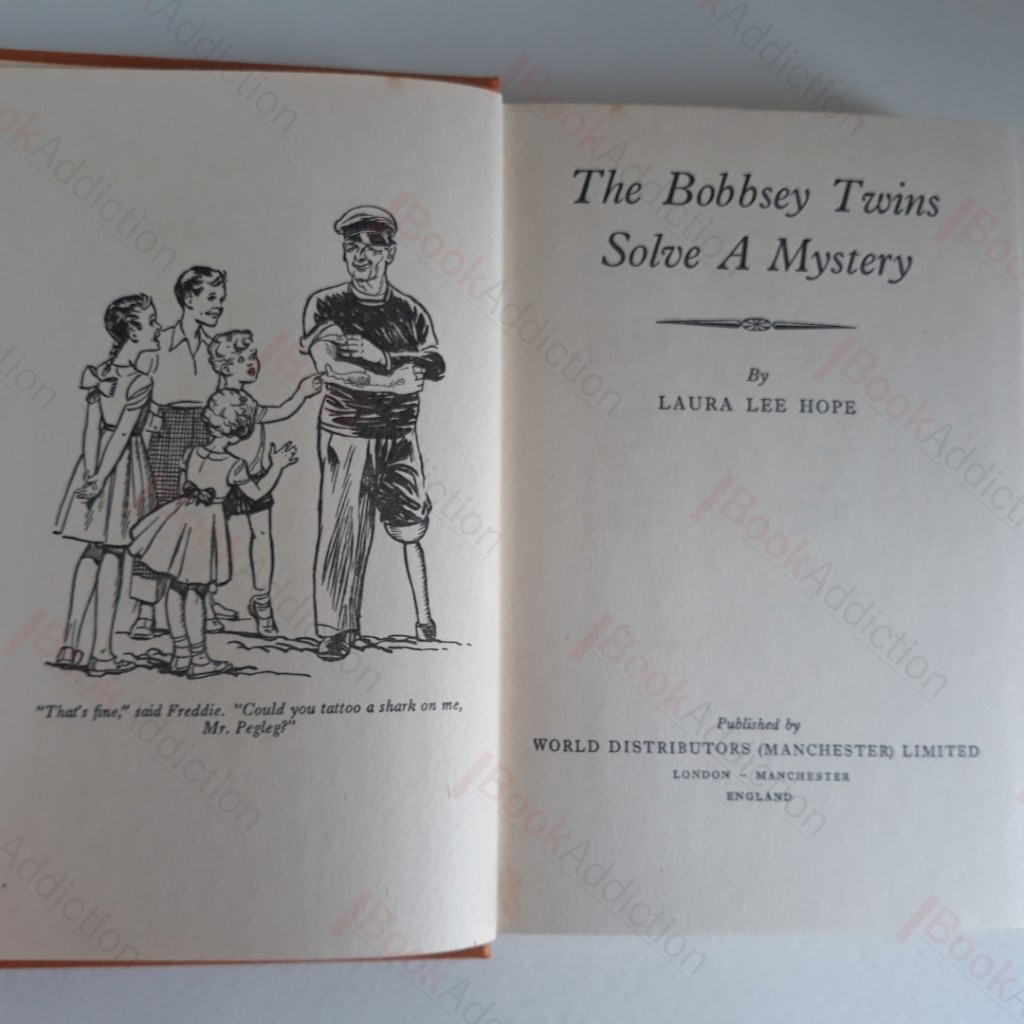 "That's fine," said Freddie. "Could you tattoo a shark on me,
Mr. Pegleg?"
The Bobbsey Twins
Solve A Mystery
By
LAURA LEE HOPE
Published by
WORLD DISTRIBUTORS (MANCHESTER) LIMITED
LONDON – MANCHESTER
ENGLAND
BookAddiction